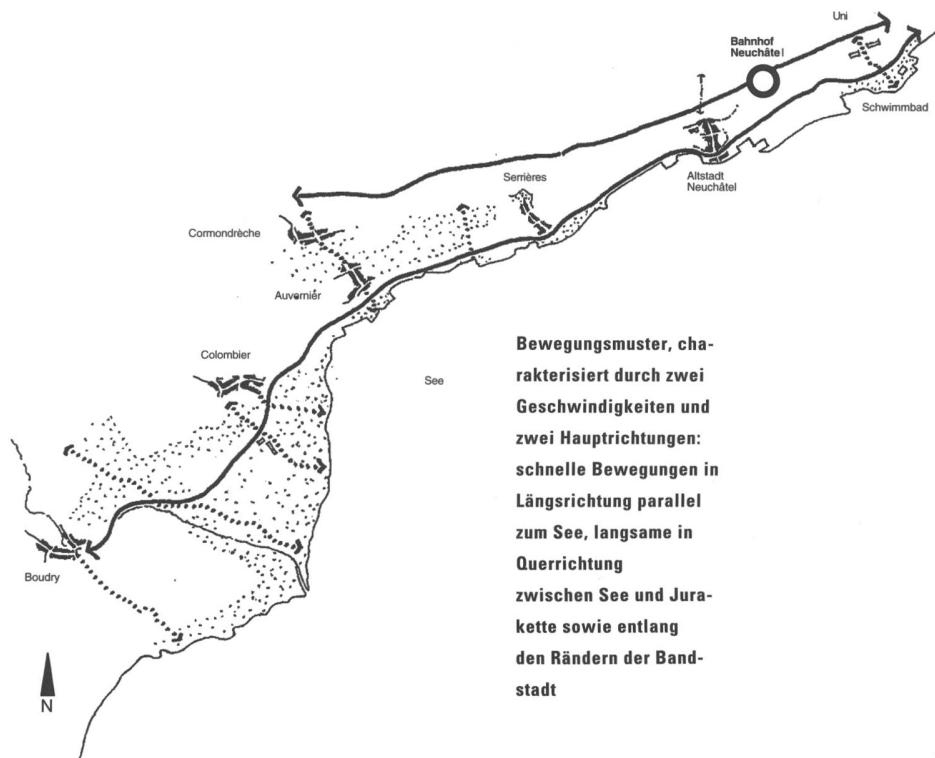 Uni
Bahnhof
Neuchâtel
Schwimmbad
Altstadt
Neuchâtel
Serrières
Cormondrèche
Auvernier
Colombier
See
Boudry
N
Bewegungsmuster, cha-
rakterisiert durch zwei
Geschwindigkeiten und
zwei Hauptrichtungen:
schnelle Bewegungen in
Längsrichtung parallel
zum See, langsame in
Querrichtung
zwischen See und Jura-
kette sowie entlang
den Rändern der Band-
stadt